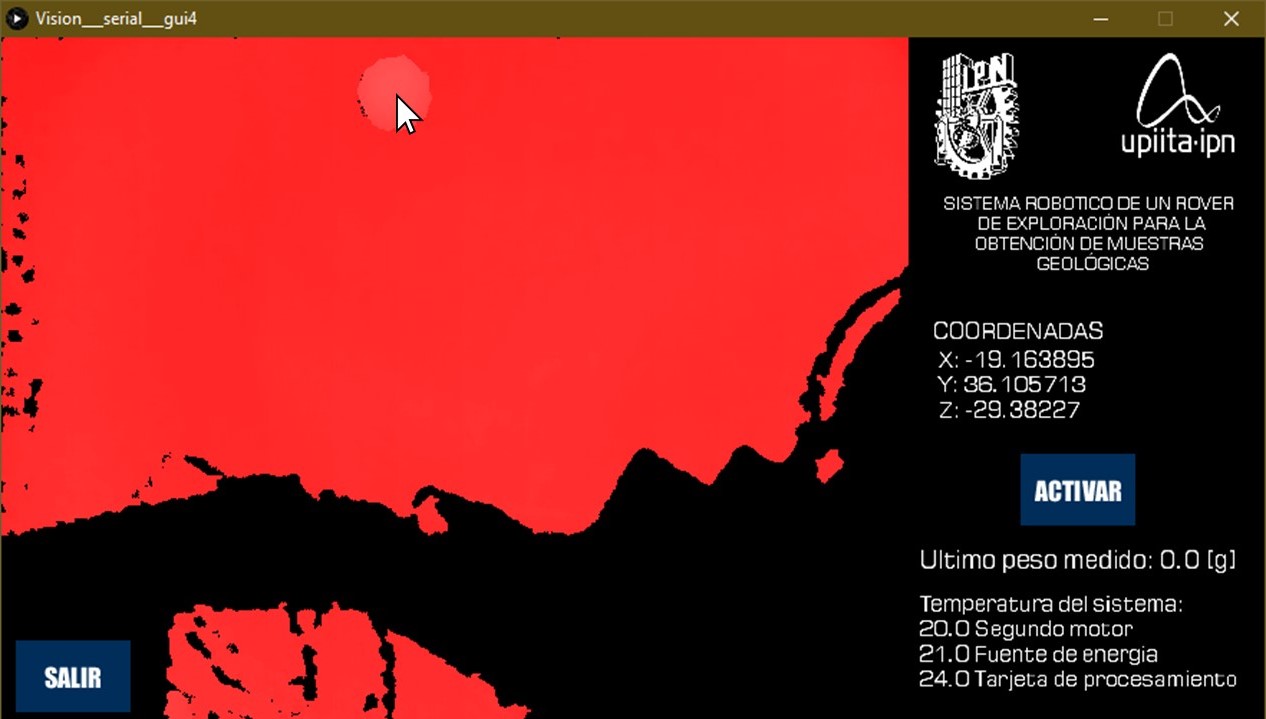 Vision__serial__gui4
IPN
upiita·ipn
SISTEMA ROBOTICO DE UN ROVER
DE EXPLORACIÓN PARA LA
OBTENCIÓN DE MUESTRAS
GEOLÓGICAS
COORDENADAS
X: -19.163895
Y: 36.105713
Z: -29.38227
ACTIVAR
Ultimo peso medido: 0.0 [g]
Temperatura del sistema:
20.0 Segundo motor
21.0 Fuente de energia
24.0 Tarjeta de procesamiento
SALIR